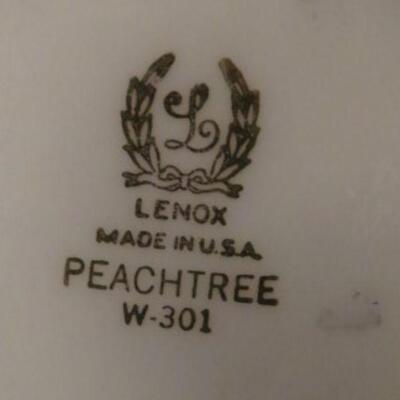 L
LENOX
MADE IN U.S.A.
PEACHTREE
W-301